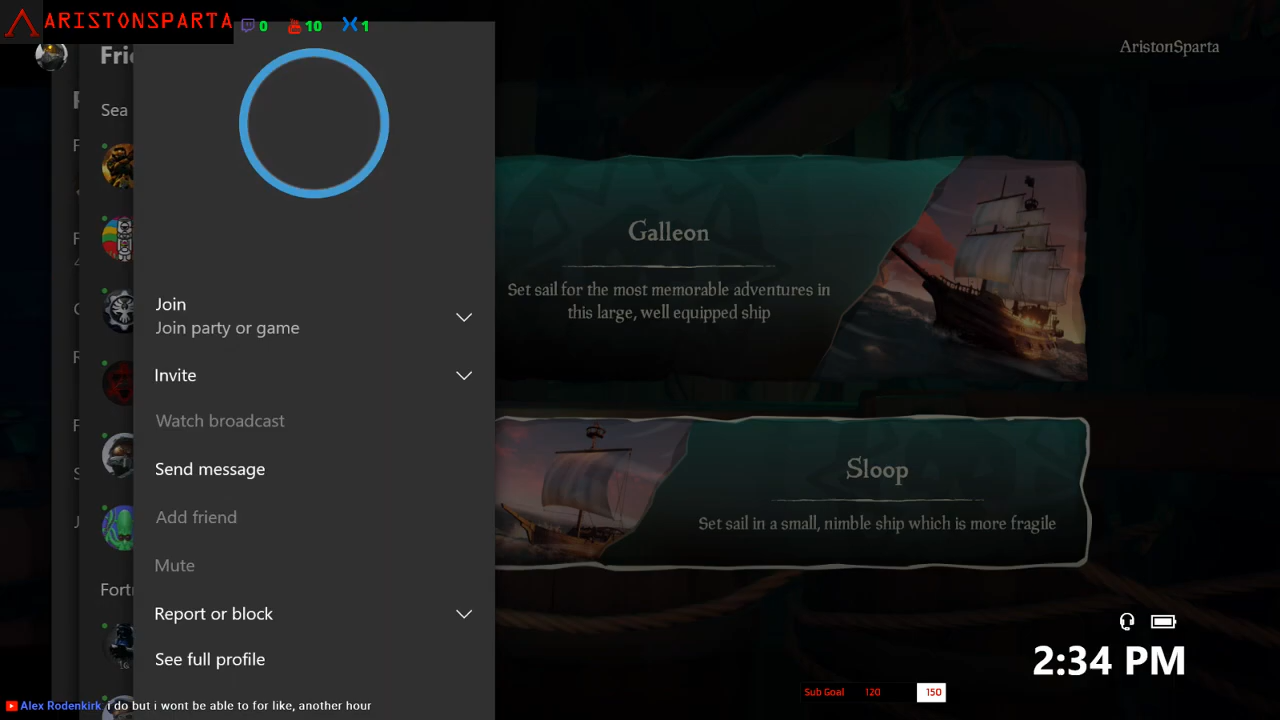 ARISTONSPARTA
0
10
1
Frie
AristonSparta
Sea
Join
Join party or game
Invite
Watch broadcast
Send message
Add friend
Mute
Report or block
See full profile
Fortn
Galleon
Set sail for the most memorable adventures in
this large, well equipped ship
Sloop
Set sail in a small, nimble ship which is more fragile
2:34 PM
Sub Goal 120 150
Alex Rodenkirk i do but i wont be able to for like, another hour